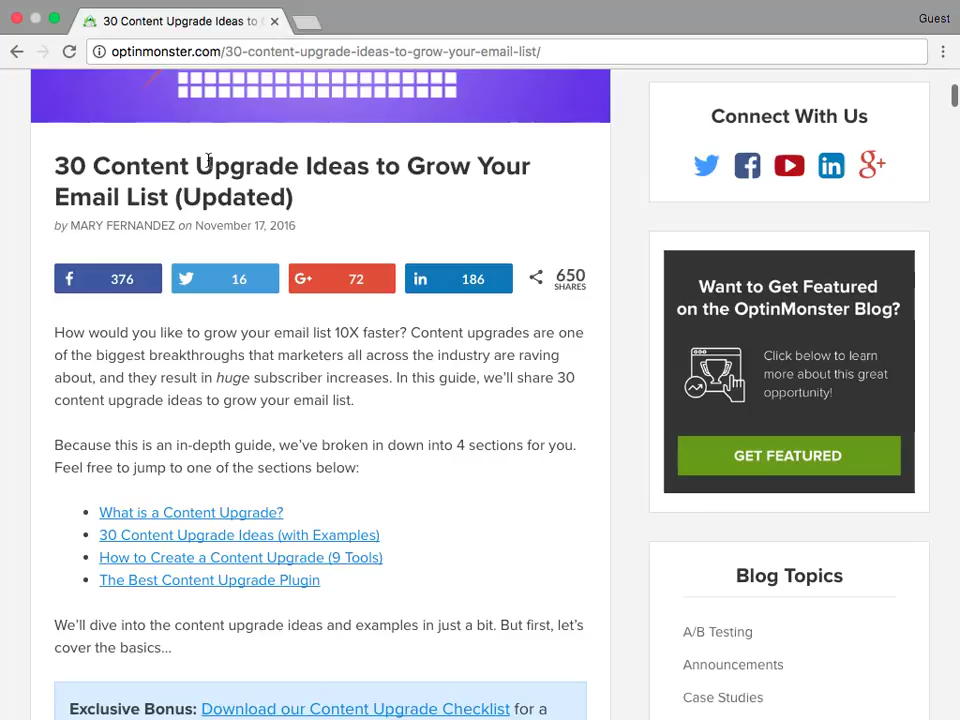 30 Content Upgrade Ideas to
Guest
optinmonster.com/30-content-upgrade-ideas-to-grow-your-email-list/
30 Content Upgrade Ideas to Grow Your
Email List (Updated)
by MARY FERNANDEZ on November 17, 2016
376
16
G+ 72
in 186
650
SHARES
How would you like to grow your email list 10X faster? Content upgrades are one
of the biggest breakthroughs that marketers all across the industry are raving
about, and they result in huge subscriber increases. In this guide, we'll share 30
content upgrade ideas to grow your email list.
Because this is an in-depth guide, we've broken in down into 4 sections for you.
Feel free to jump to one of the sections below:
What is a Content Upgrade?
30 Content Upgrade Ideas (with Examples)
How to Create a Content Upgrade (9 Tools)
The Best Content Upgrade Plugin
We'll dive into the content upgrade ideas and examples in just a bit. But first, let's
cover the basics...
Exclusive Bonus: Download our Content Upgrade Checklist for a
Connect With Us
Want to Get Featured
on the OptinMonster Blog?
Click below to learn
more about this great
opportunity!
GET FEATURED
Blog Topics
A/B Testing
Announcements
Case Studies